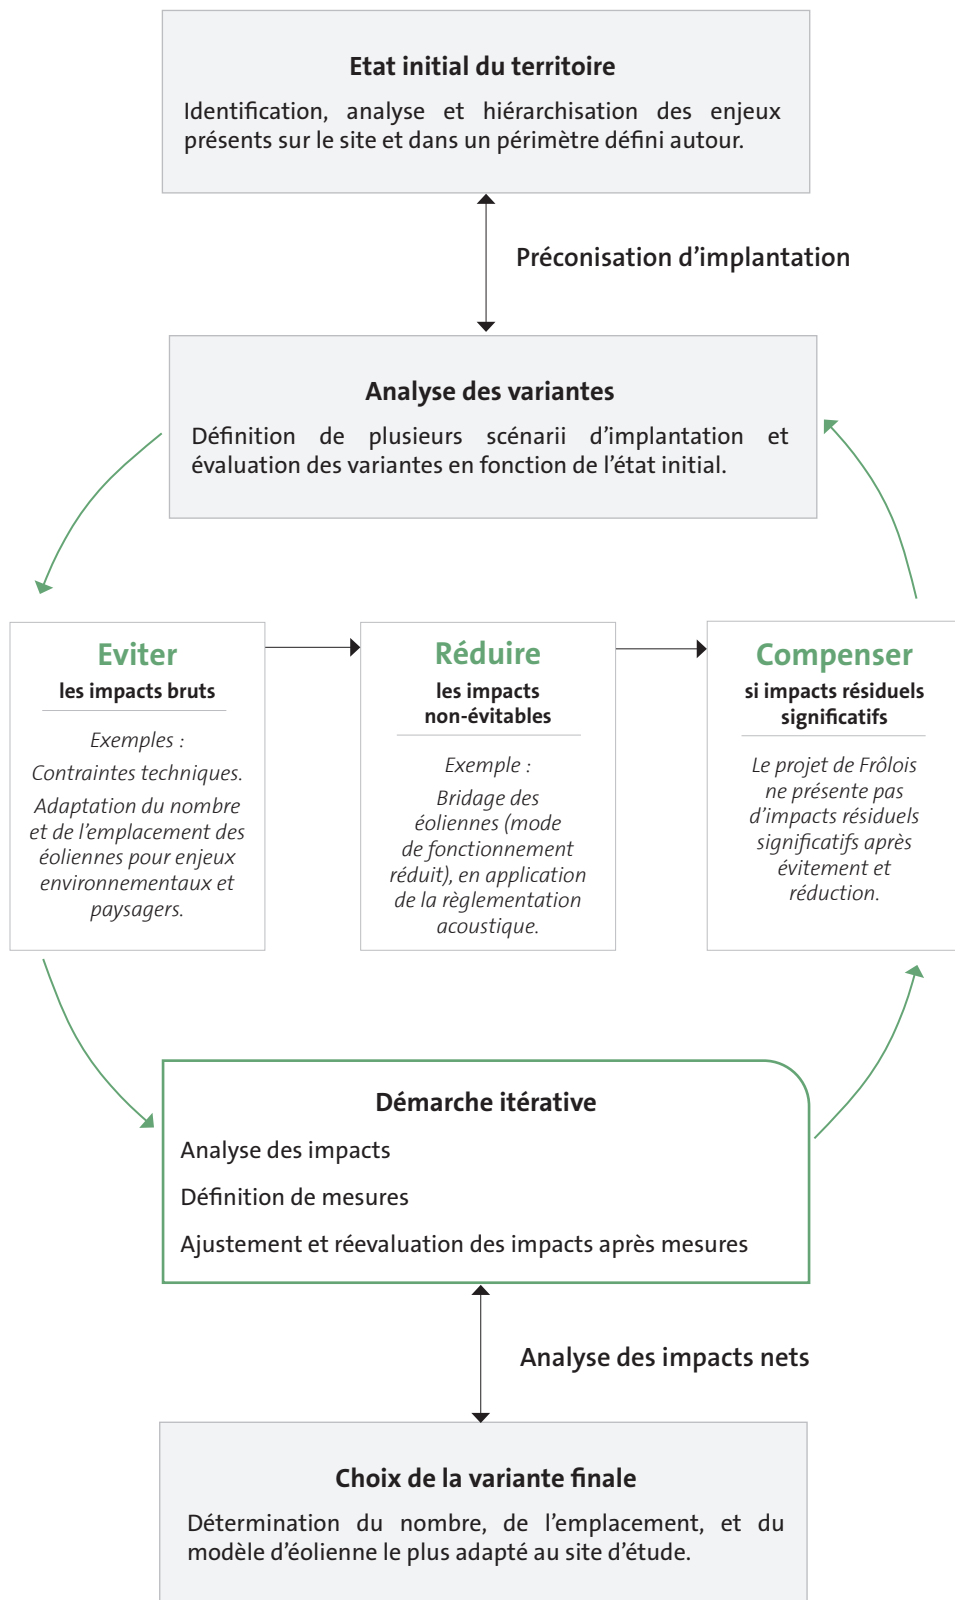 Etat initial du territoire
Identification, analyse et hiérarchisation des enjeux
présents sur le site et dans un périmètre défini autour.
Préconisation d'implantation
Analyse des variantes
Définition de plusieurs scénarii d'implantation et
évaluation des variantes en fonction de l'état initial.
Eviter
les impacts bruts
Exemples :
Contraintes techniques.
Adaptation du nombre
et de l'emplacement des
éoliennes pour enjeux
environnementaux et
paysagers.
Réduire
les impacts
non-évitables
Exemple :
Bridage des
éoliennes (mode
de fonctionnement
réduit), en application
de la règlementation
acoustique.
Compenser
si impacts résiduels
significatifs
Le projet de Frôlois
ne présente pas
d'impacts résiduels
significatifs après
évitement et
réduction.
Démarche itérative
Analyse des impacts
Définition de mesures
Ajustement et réevaluation des impacts après mesures
Analyse des impacts nets
Choix de la variante finale
Détermination du nombre, de l'emplacement, et du
modèle d'éolienne le plus adapté au site d'étude.